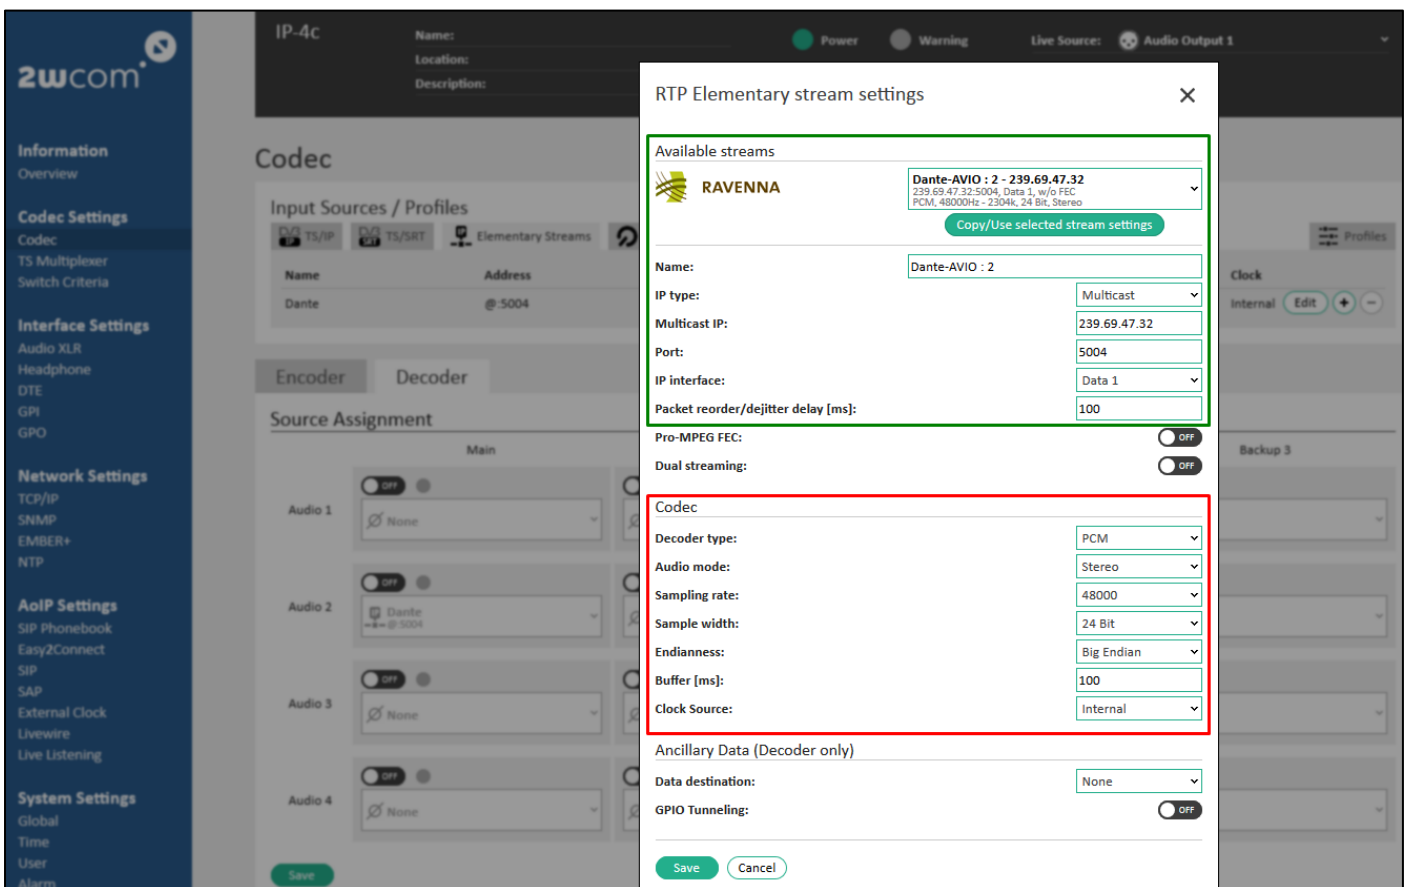 2wcom
Information
Overview
Codec Settings
Codec
TS Multiplexer
Switch Criteria
Interface Settings
Audio XLR
Headphone
DTE
GPI
GPO
Network Settings
TCP/IP
SNMP
EMBER+
NTP
AoIP Settings
SIP Phonebook
Easy2Connect
SIP
SAP
External Clock
Livewire
Live Listening
System Settings
Global
Time
User
Alarm
IP-4c
Name:
Location:
Description:
Power
Warning
Live Source:
Audio Output 1
Codec
Input Sources / Profiles
TS/IP
TS/SRT
Elementary Streams
Profiles
Name
Address
Clock
Dante
@:5004
Internal
Edit
Encoder
Decoder
Source Assignment
Main
Backup 3
Audio 1
OFF
None
Audio 2
OFF
Dante
@:5004
Audio 3
OFF
None
Audio 4
OFF
None
Save
RTP Elementary stream settings
Available streams
RAVENNA
Dante-AVIO : 2 - 239.69.47.32
239.69.47.32:5004, Data 1, w/o FEC
PCM, 48000Hz - 2304k, 24 Bit, Stereo
Copy/Use selected stream settings
Name: Dante-AVIO : 2
IP type: Multicast
Multicast IP: 239.69.47.32
Port: 5004
IP interface: Data 1
Packet reorder/dejitter delay [ms]: 100
Pro-MPEG FEC: OFF
Dual streaming: OFF
Codec
Decoder type: PCM
Audio mode: Stereo
Sampling rate: 48000
Sample width: 24 Bit
Endianness: Big Endian
Buffer [ms]: 100
Clock Source: Internal
Ancillary Data (Decoder only)
Data destination: None
GPIO Tunneling: OFF
Save
Cancel